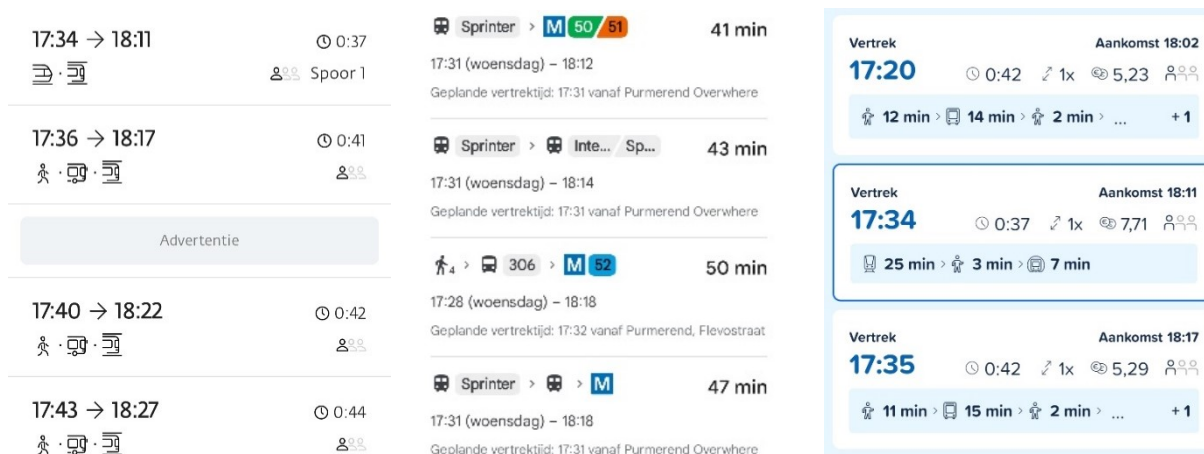 17:34 → 18:11 0:37
Spoor 1
17:36 → 18:17 0:41
Advertentie
17:40 → 18:22 0:42
17:43 → 18:27 0:44
Sprinter > M 50 51 41 min
17:31 (woensdag) – 18:12
Geplande vertrektijd: 17:31 vanaf Purmerend Overwhere
Sprinter > Inte... Sp... 43 min
17:31 (woensdag) – 18:14
Geplande vertrektijd: 17:31 vanaf Purmerend Overwhere
4 > 306 > M 52 50 min
17:28 (woensdag) – 18:18
Geplande vertrektijd: 17:32 vanaf Purmerend, Flevostraat
Sprinter > > M 47 min
17:31 (woensdag) – 18:18
Geplande vertrektijd: 17:31 vanaf Purmerend Overwhere
Vertrek Aankomst 18:02
17:20 0:42 1x 5,23
12 min > 14 min > 2 min > ... +1
Vertrek Aankomst 18:11
17:34 0:37 1x 7,71
25 min > 3 min > 7 min
Vertrek Aankomst 18:17
17:35 0:42 1x 5,29
11 min > 15 min > 2 min > ... +1